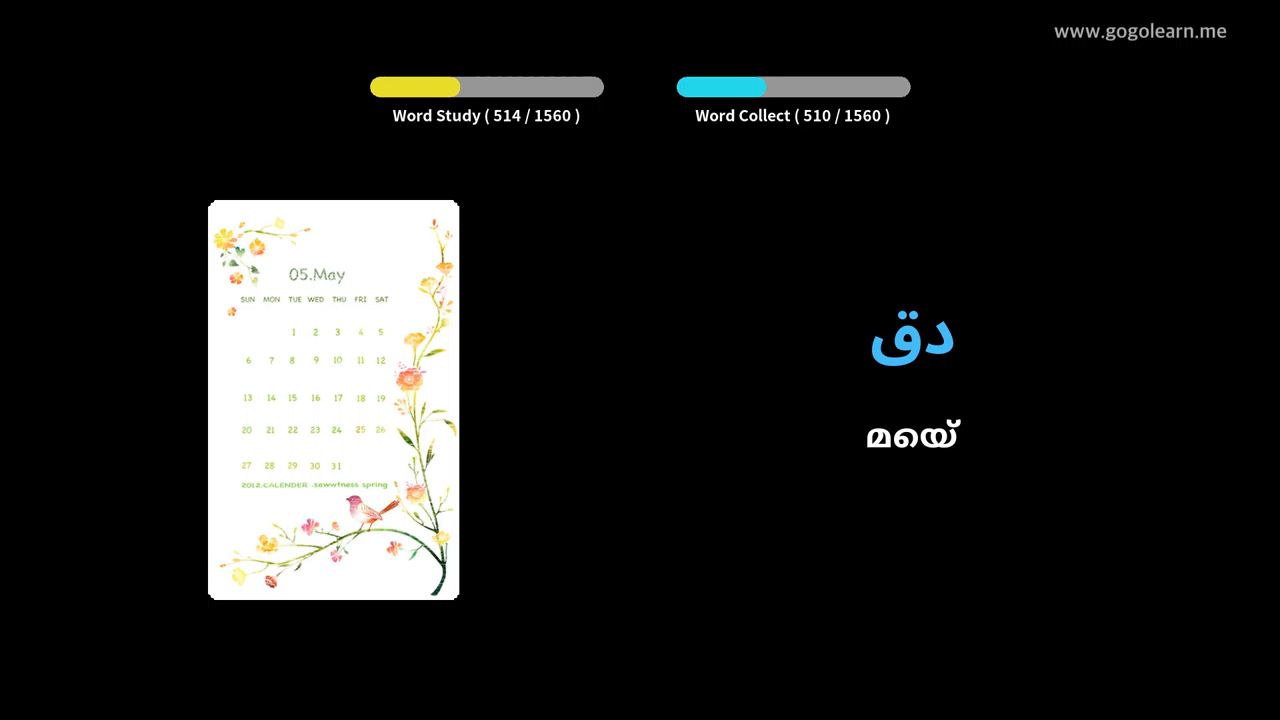 www.gogolearn.me
Word Study ( 514 / 1560 )
Word Collect ( 510 / 1560 )
05.May
SUN MON TUE WED THU FRI SAT
1 2 3 4 5
6 7 8 9 10 11 12
13 14 15 16 17 18 19
20 21 22 23 24 25 26
27 28 29 30 31
2012.CALENDER .sewwtness spring
دق
മയെ്